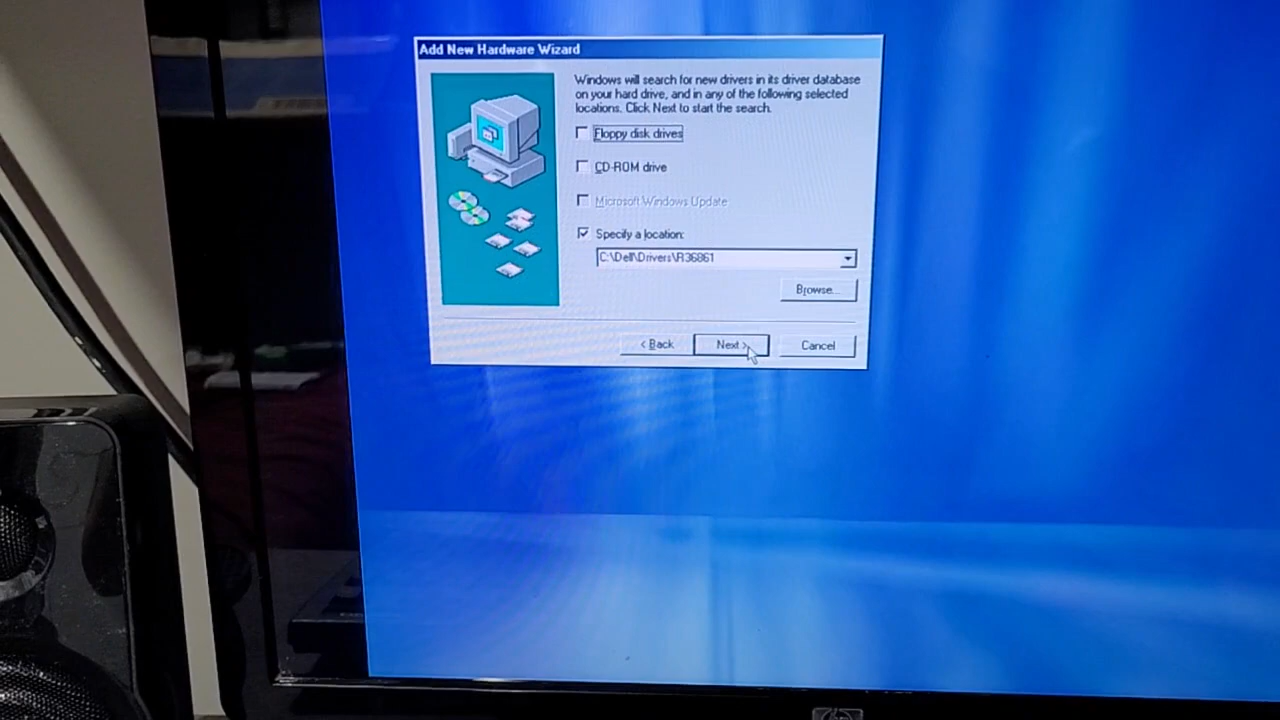 Add New Hardware Wizard
Windows will search for new drivers in its driver database
on your hard drive, and in any of the following selected
locations. Click Next to start the search.
Floppy disk drives
CD-ROM drive
Microsoft Windows Update
Specify a location:
C:\Dell\Drivers\R36861
Browse...
< Back
Next >
Cancel
hp